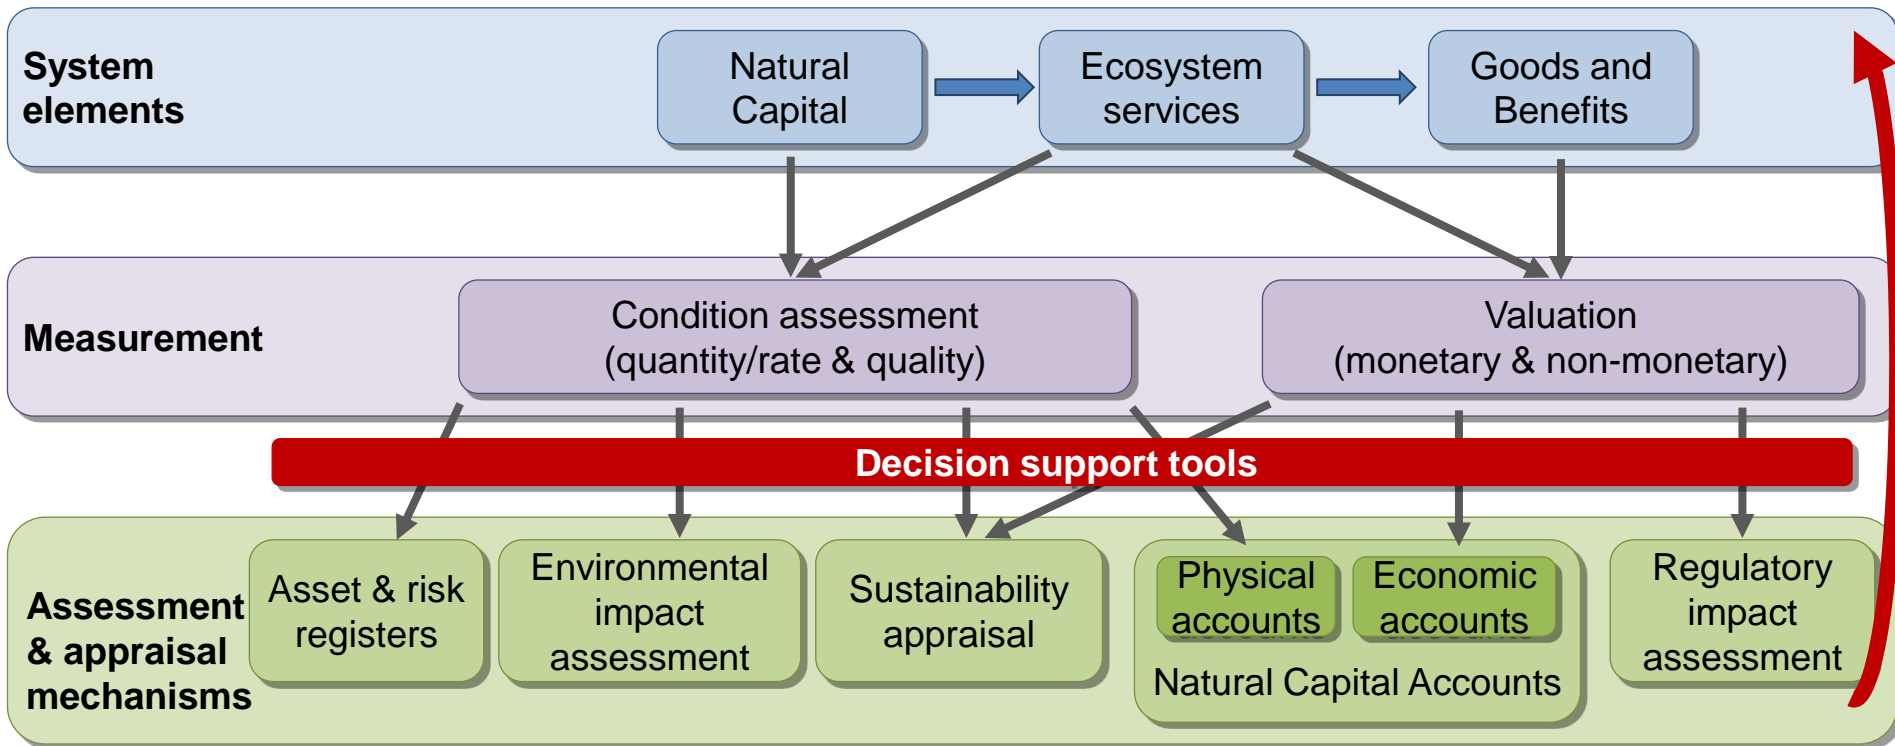 System
elements
Natural
Capital
Ecosystem
services
Goods and
Benefits
Measurement
Condition assessment
(quantity/rate & quality)
Valuation
(monetary & non-monetary)
Decision support tools
Assessment
& appraisal
mechanisms
Asset & risk
registers
Environmental
impact
assessment
Sustainability
appraisal
Physical
accounts
Economic
accounts
Natural Capital Accounts
Regulatory
impact
assessment